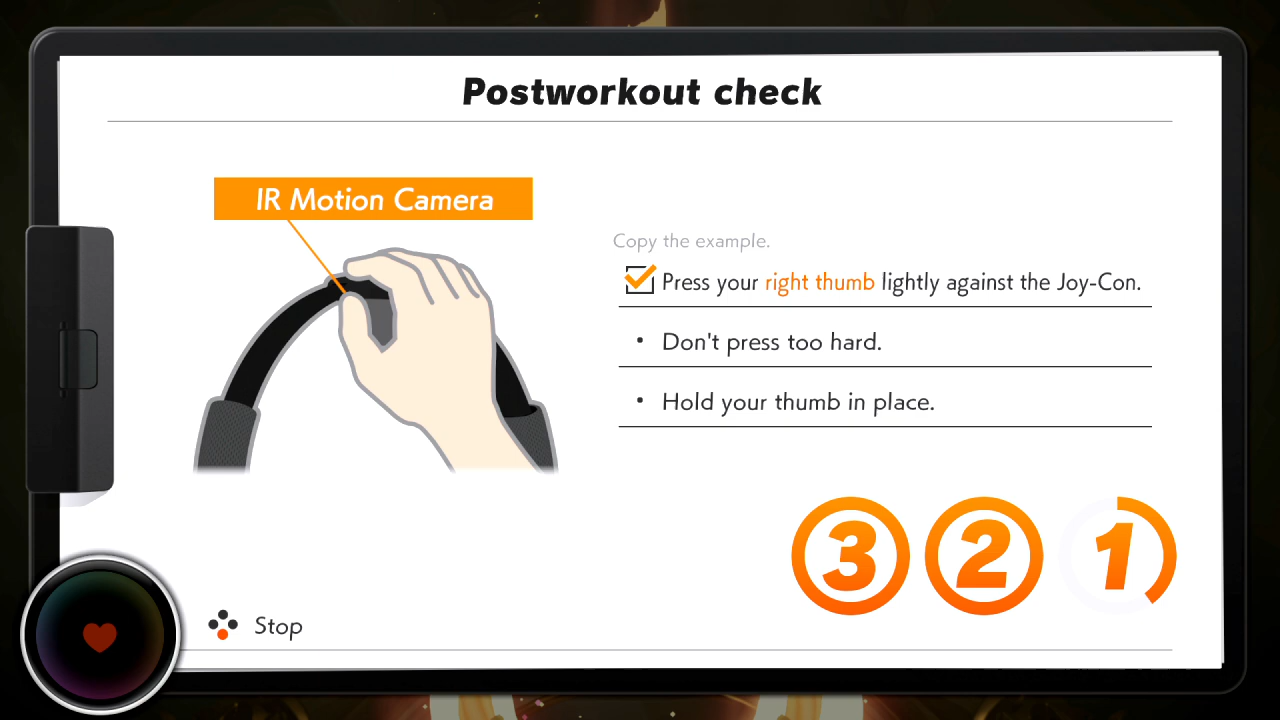 Postworkout check
IR Motion Camera
Copy the example.
Press your right thumb lightly against the Joy-Con.
• Don't press too hard.
• Hold your thumb in place.
3 2 1
Stop